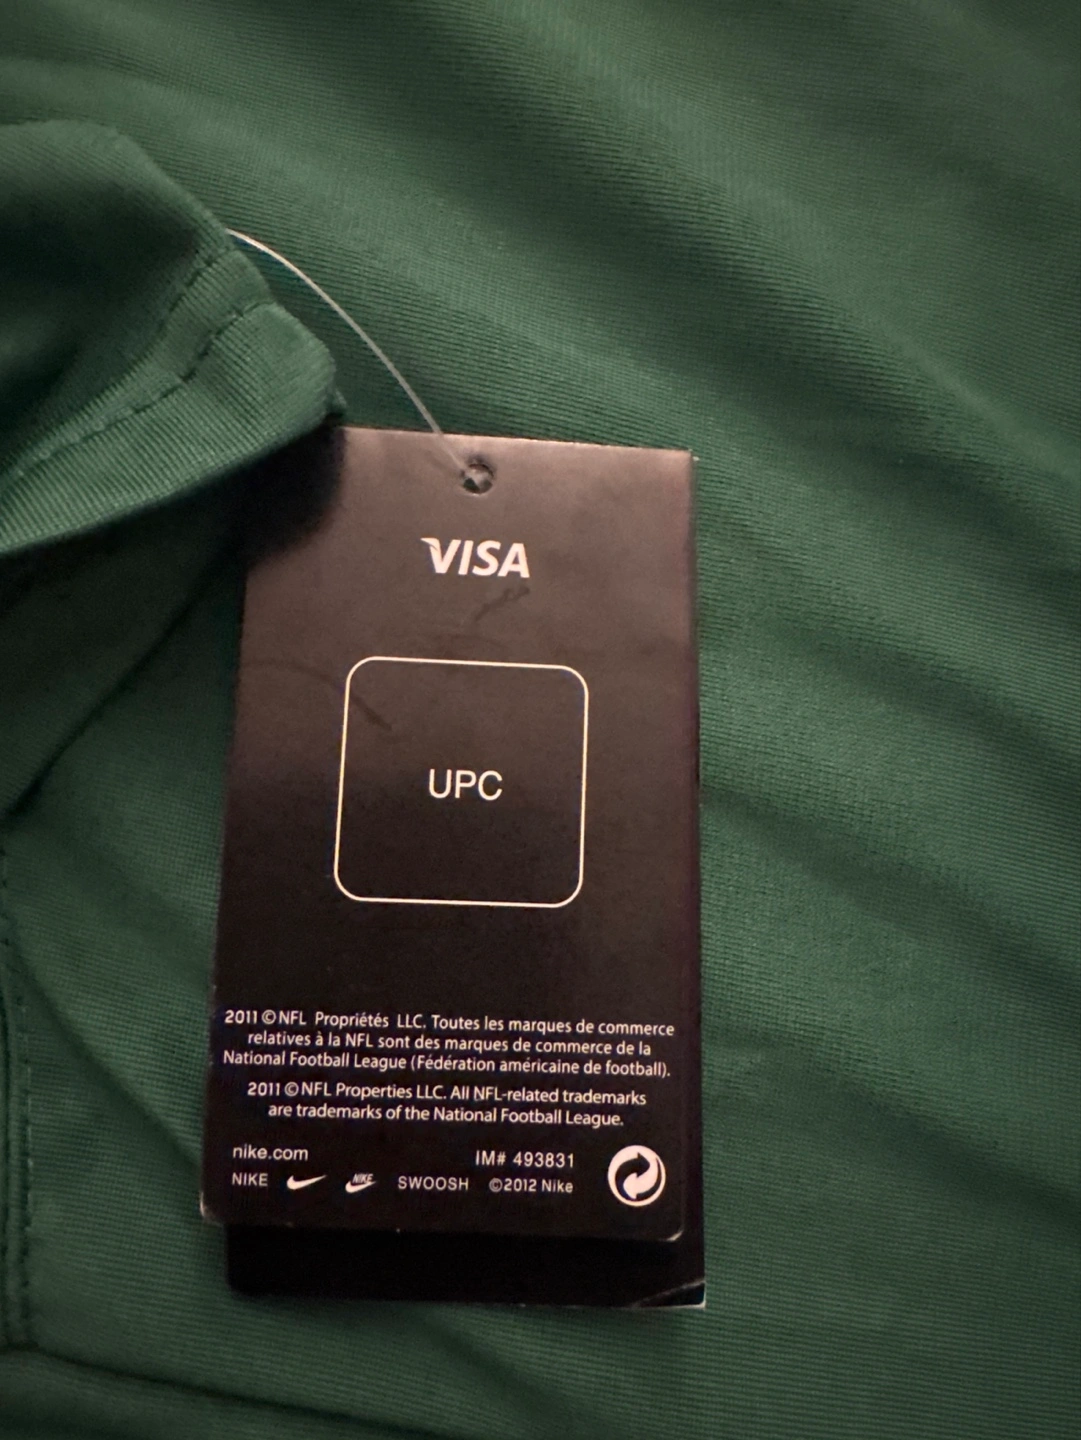 VISA
UPC
2011 © NFL Propriétés LLC. Toutes les marques de commerce
relatives à la NFL sont des marques de commerce de la
National Football League (Fédération américaine de football).
2011 © NFL Properties LLC. All NFL-related trademarks
are trademarks of the National Football League.
nike.com IM# 493831
NIKE NIKE SWOOSH ©2012 Nike